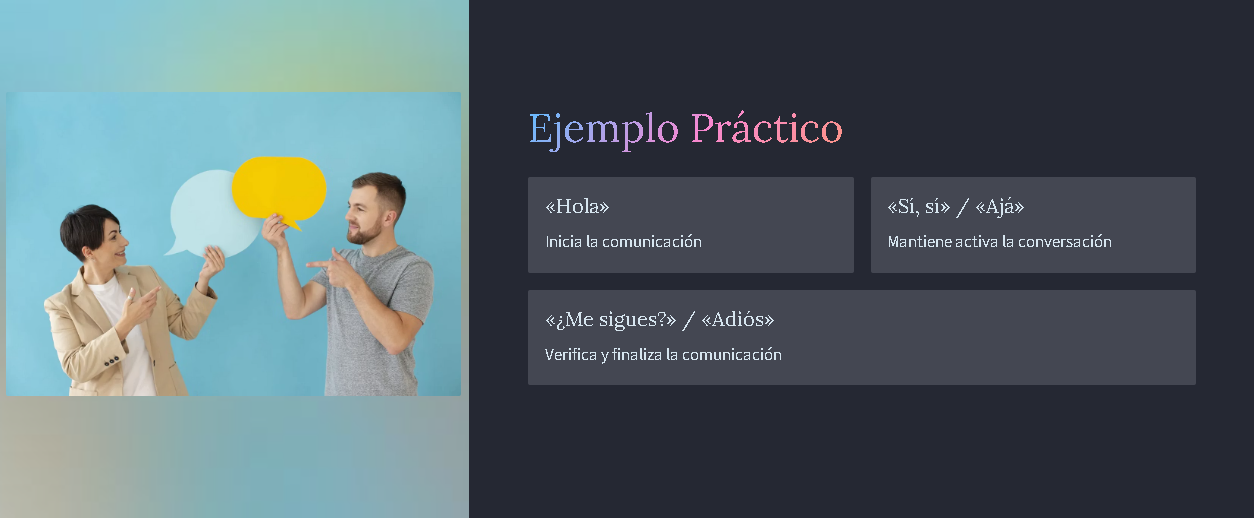 Ejemplo Práctico
«Hola»
Inicia la comunicación
«Sí, sí» / «Ajá»
Mantiene activa la conversación
«¿Me sigues?» / «Adiós»
Verifica y finaliza la comunicación